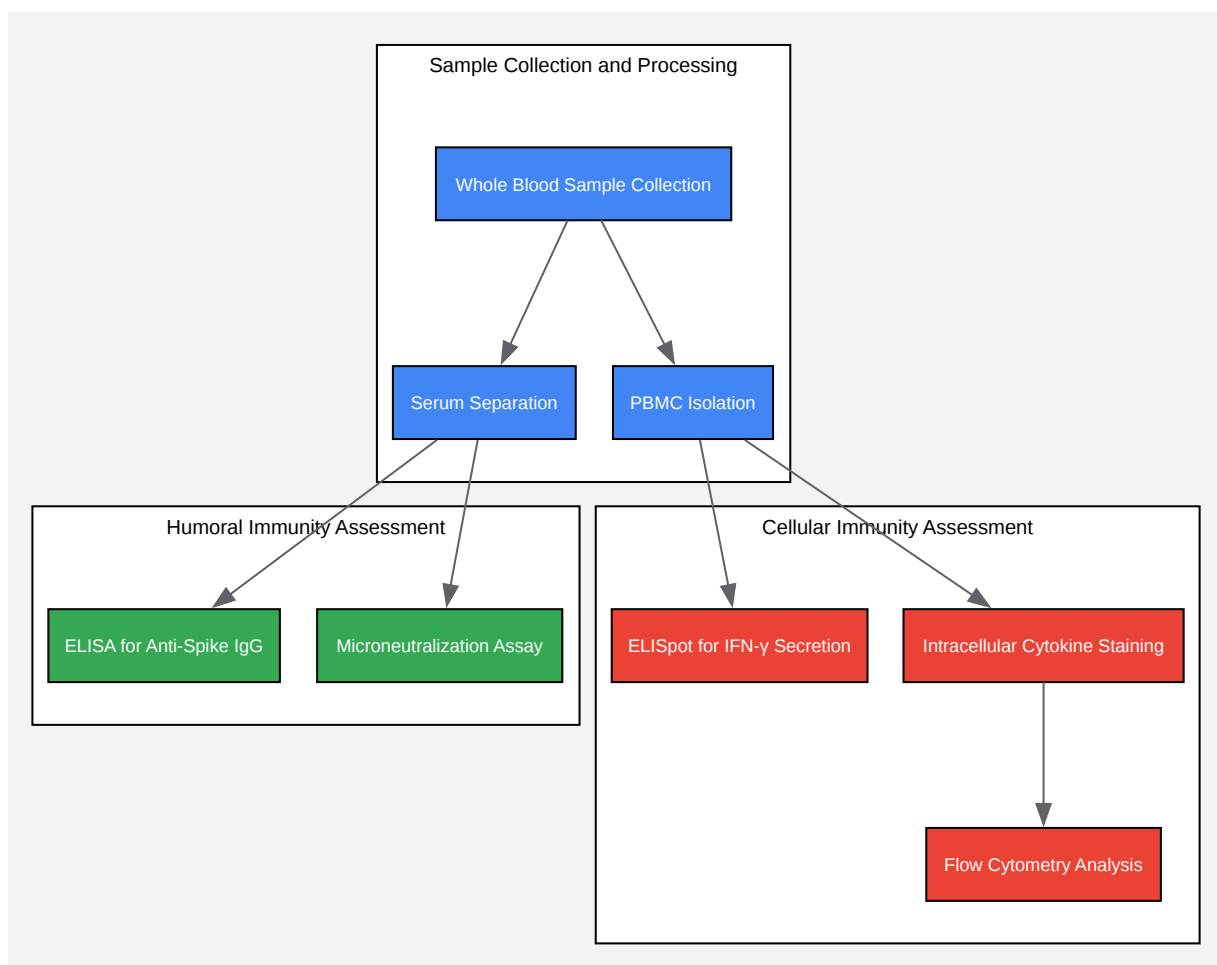 Sample Collection and Processing
Whole Blood Sample Collection
Serum Separation
PBMC Isolation
Humoral Immunity Assessment
Cellular Immunity Assessment
ELISA for Anti-Spike IgG
Microneutralization Assay
ELISpot for IFN-γ Secretion
Intracellular Cytokine Staining
Flow Cytometry Analysis